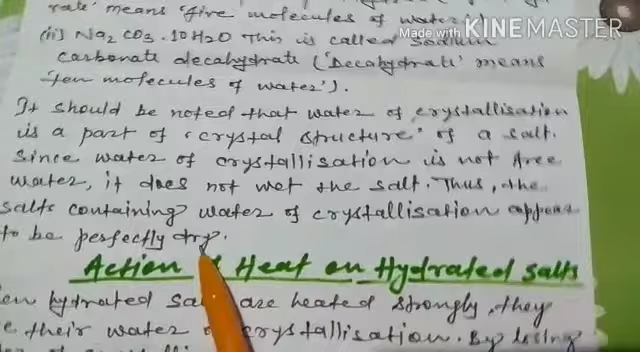 rate' means 'five molecules of water'
(ii) Na2 CO3 . 10H2O This is called Sodium
Made with KINEMASTER
Carbonate decahydrate ('Decahydrate' means
'ten molecules of water').
It should be noted that water of crystallisation
is a part of 'crystal structure' of a salt.
Since water of crystallisation is not free
water, it does not wet the salt. Thus, the
salts containing water of crystallisation appear
to be perfectly dry.
Action Heat on Hydrated Salts
hydrated are heated strongly, they
their water crystallisation. By losing